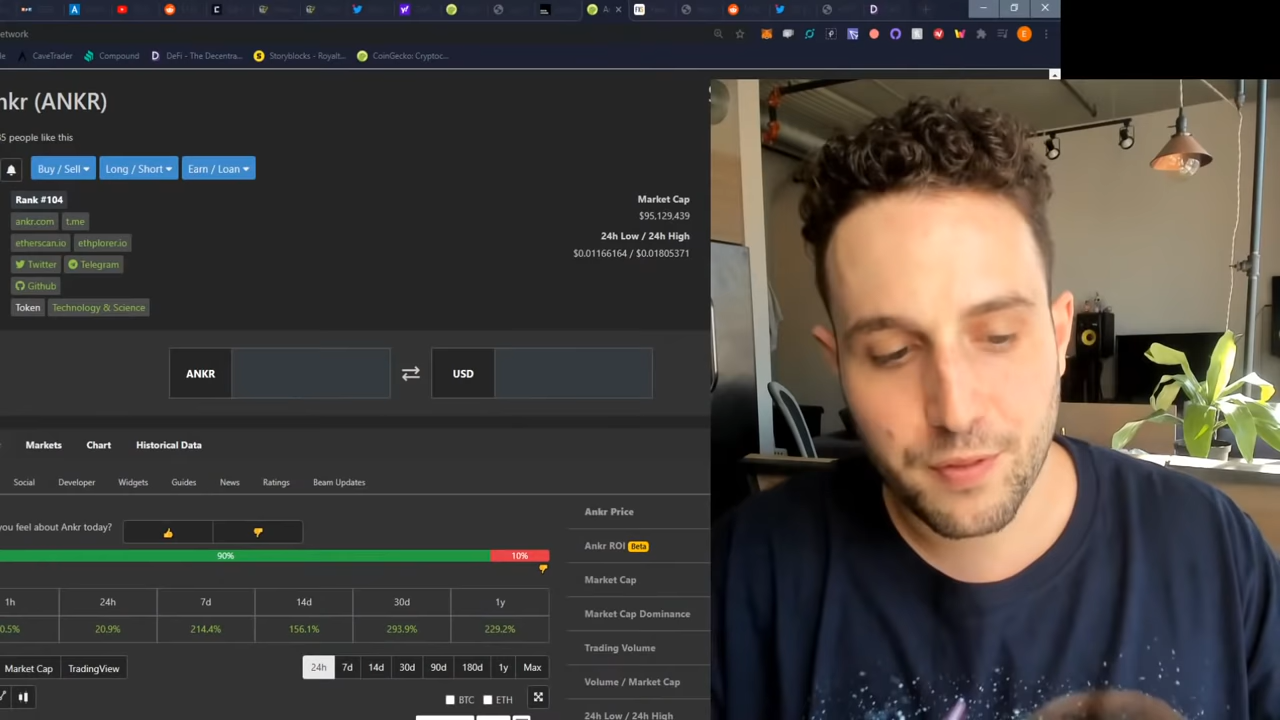 etwork
CaveTrader
Compound
DeFi - The Decentra...
Storyblocks - Royalt...
CoinGecko: Cryptoc...
nkr (ANKR)
5 people like this
Buy / Sell
Long / Short
Earn / Loan
Rank #104
Market Cap
ankr.com
t.me
$95,129,439
etherscan.io
ethplorer.io
24h Low / 24h High
$0.01166164 / $0.01805371
Twitter
Telegram
Github
Token
Technology & Science
ANKR
USD
Markets
Chart
Historical Data
Social
Developer
Widgets
Guides
News
Ratings
Beam Updates
you feel about Ankr today?
Ankr Price
90%
10%
Ankr ROI
Beta
Market Cap
1h
24h
7d
14d
30d
1y
Market Cap Dominance
0.5%
20.9%
214.4%
156.1%
293.9%
229.2%
Trading Volume
Market Cap
TradingView
24h
7d
14d
30d
90d
180d
1y
Max
Volume / Market Cap
BTC
ETH
24h Low / 24h High